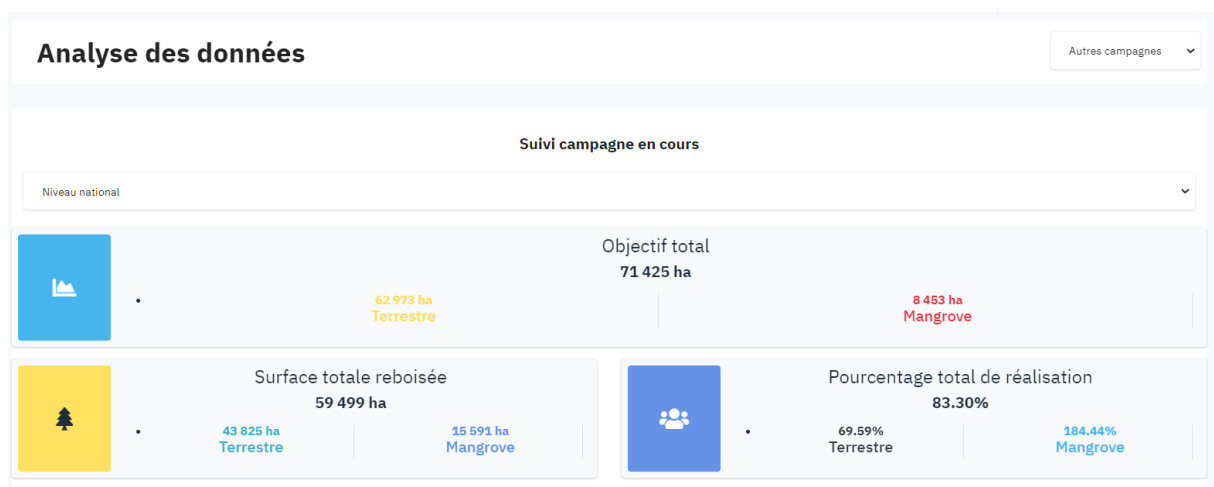 Analyse des données
Autres campagnes
Suivi campagne en cours
Niveau national
Objectif total
71 425 ha
62 973 ha
Terrestre
8 453 ha
Mangrove
Surface totale reboisée
59 499 ha
43 825 ha
Terrestre
15 591 ha
Mangrove
Pourcentage total de réalisation
83.30%
69.59%
Terrestre
184.44%
Mangrove